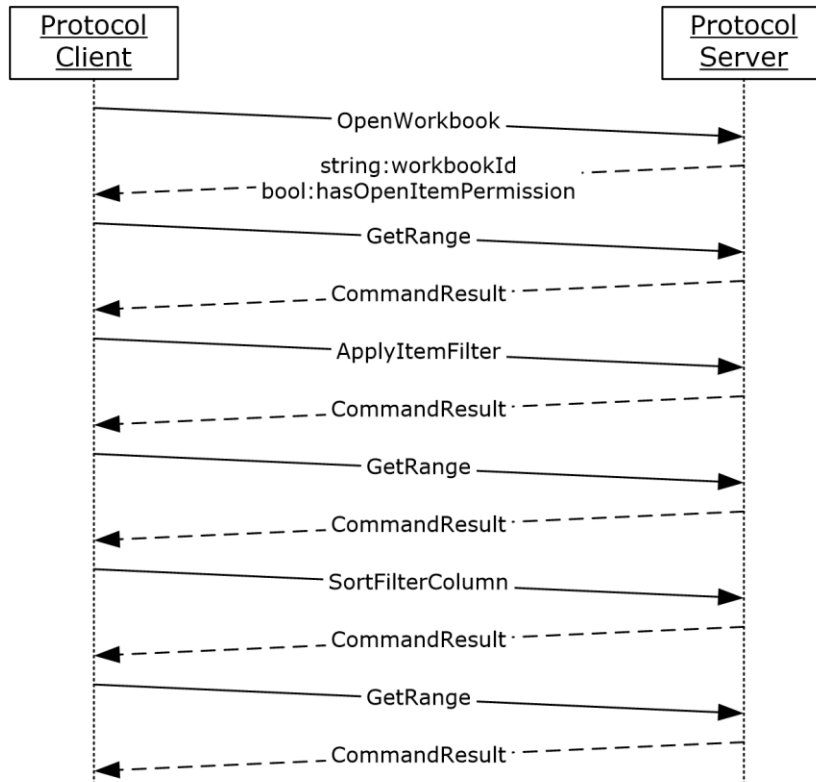 Protocol
Client
Protocol
Server
OpenWorkbook
string:workbookId
bool:hasOpenItemPermission
GetRange
CommandResult
ApplyItemFilter
CommandResult
GetRange
CommandResult
SortFilterColumn
CommandResult
GetRange
CommandResult